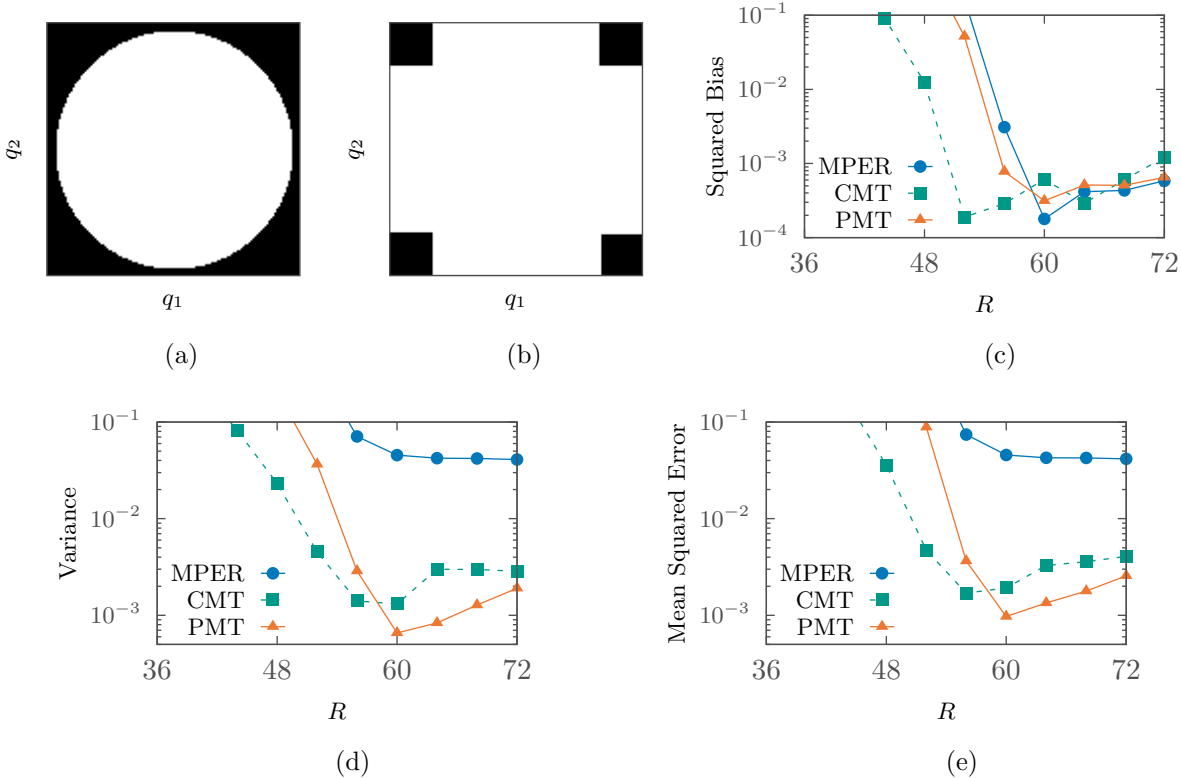 q₂
q₁
(a)
q₂
q₁
(b)
Squared Bias
10⁻¹
10⁻²
10⁻³
10⁻⁴
MPER
CMT
PMT
36 48 60 72
R
(c)
Variance
10⁻¹
10⁻²
10⁻³
MPER
CMT
PMT
36 48 60 72
R
(d)
Mean Squared Error
10⁻¹
10⁻²
10⁻³
MPER
CMT
PMT
36 48 60 72
R
(e)